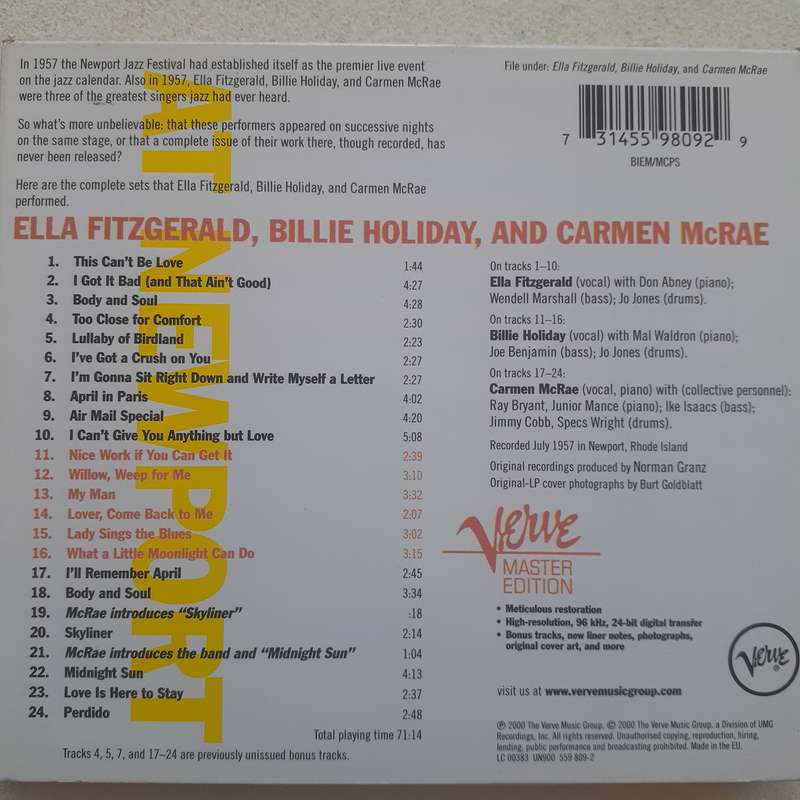 In 1957 the Newport Jazz Festival had established itself as the premier live event
on the jazz calendar. Also in 1957, Ella Fitzgerald, Billie Holiday, and Carmen McRae
were three of the greatest singers jazz had ever heard.
So what's more unbelievable: that these performers appeared on successive nights
on the same stage, or that a complete issue of their work there, though recorded, has
never been released?
Here are the complete sets that Ella Fitzgerald, Billie Holiday, and Carmen McRae
performed.
File under: Ella Fitzgerald, Billie Holiday, and Carmen McRae
7 31455 98092 9
BIEM/MCPS
AT NEWPORT
ELLA FITZGERALD, BILLIE HOLIDAY, AND CARMEN McRAE
1. This Can't Be Love 1:44
2. I Got It Bad (and That Ain't Good) 4:27
3. Body and Soul 4:28
4. Too Close for Comfort 2:30
5. Lullaby of Birdland 2:23
6. I've Got a Crush on You 2:27
7. I'm Gonna Sit Right Down and Write Myself a Letter 2:27
8. April in Paris 4:02
9. Air Mail Special 4:20
10. I Can't Give You Anything but Love 5:08
11. Nice Work if You Can Get It 2:39
12. Willow, Weep for Me 3:10
13. My Man 3:32
14. Lover, Come Back to Me 2:07
15. Lady Sings the Blues 3:02
16. What a Little Moonlight Can Do 3:15
17. I'll Remember April 2:45
18. Body and Soul 3:34
19. McRae introduces "Skyliner" :18
20. Skyliner 2:14
21. McRae introduces the band and "Midnight Sun" 1:04
22. Midnight Sun 4:13
23. Love Is Here to Stay 2:37
24. Perdido 2:48
Total playing time 71:14
Tracks 4, 5, 7, and 17–24 are previously unissued bonus tracks.
On tracks 1–10:
Ella Fitzgerald (vocal) with Don Abney (piano);
Wendell Marshall (bass); Jo Jones (drums).
On tracks 11–16:
Billie Holiday (vocal) with Mal Waldron (piano);
Joe Benjamin (bass); Jo Jones (drums).
On tracks 17–24:
Carmen McRae (vocal, piano) with (collective personnel):
Ray Bryant, Junior Mance (piano); Ike Isaacs (bass);
Jimmy Cobb, Specs Wright (drums).
Recorded July 1957 in Newport, Rhode Island
Original recordings produced by Norman Granz
Original-LP cover photographs by Burt Goldblatt
Verve
MASTER
EDITION
• Meticulous restoration
• High-resolution, 96 kHz, 24-bit digital transfer
• Bonus tracks, new liner notes, photographs,
original cover art, and more
Verve
visit us at www.vervemusicgroup.com
℗ 2000 The Verve Music Group, © 2000 The Verve Music Group, a Division of UMG
Recordings, Inc. All rights reserved. Unauthorised copying, reproduction, hiring,
lending, public performance and broadcasting prohibited. Made in the EU.
LC 00383 UN900 559 809-2